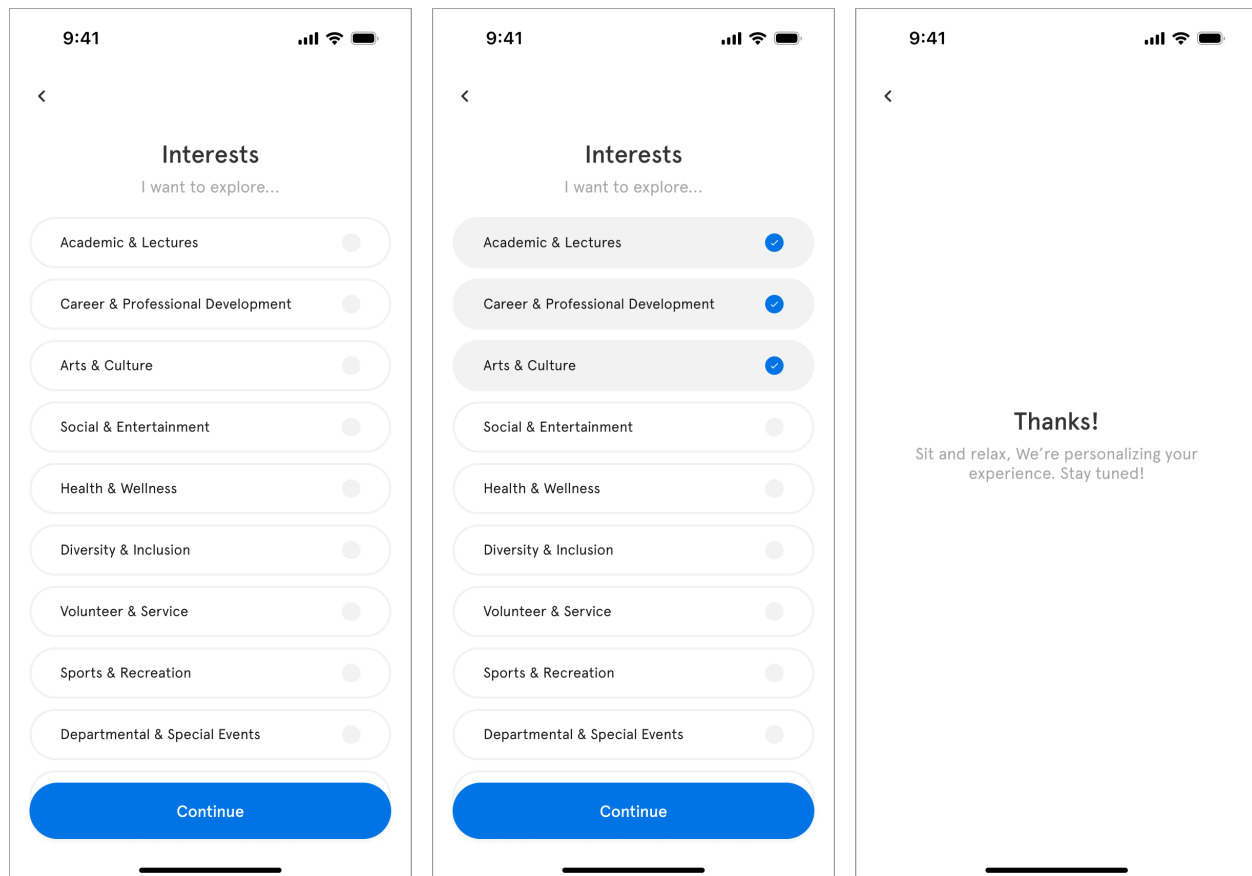 9:41
Interests
I want to explore...
Academic & Lectures
Career & Professional Development
Arts & Culture
Social & Entertainment
Health & Wellness
Diversity & Inclusion
Volunteer & Service
Sports & Recreation
Departmental & Special Events
Continue
9:41
Interests
I want to explore...
Academic & Lectures
Career & Professional Development
Arts & Culture
Social & Entertainment
Health & Wellness
Diversity & Inclusion
Volunteer & Service
Sports & Recreation
Departmental & Special Events
Continue
9:41
Thanks!
Sit and relax, We’re personalizing your
experience. Stay tuned!